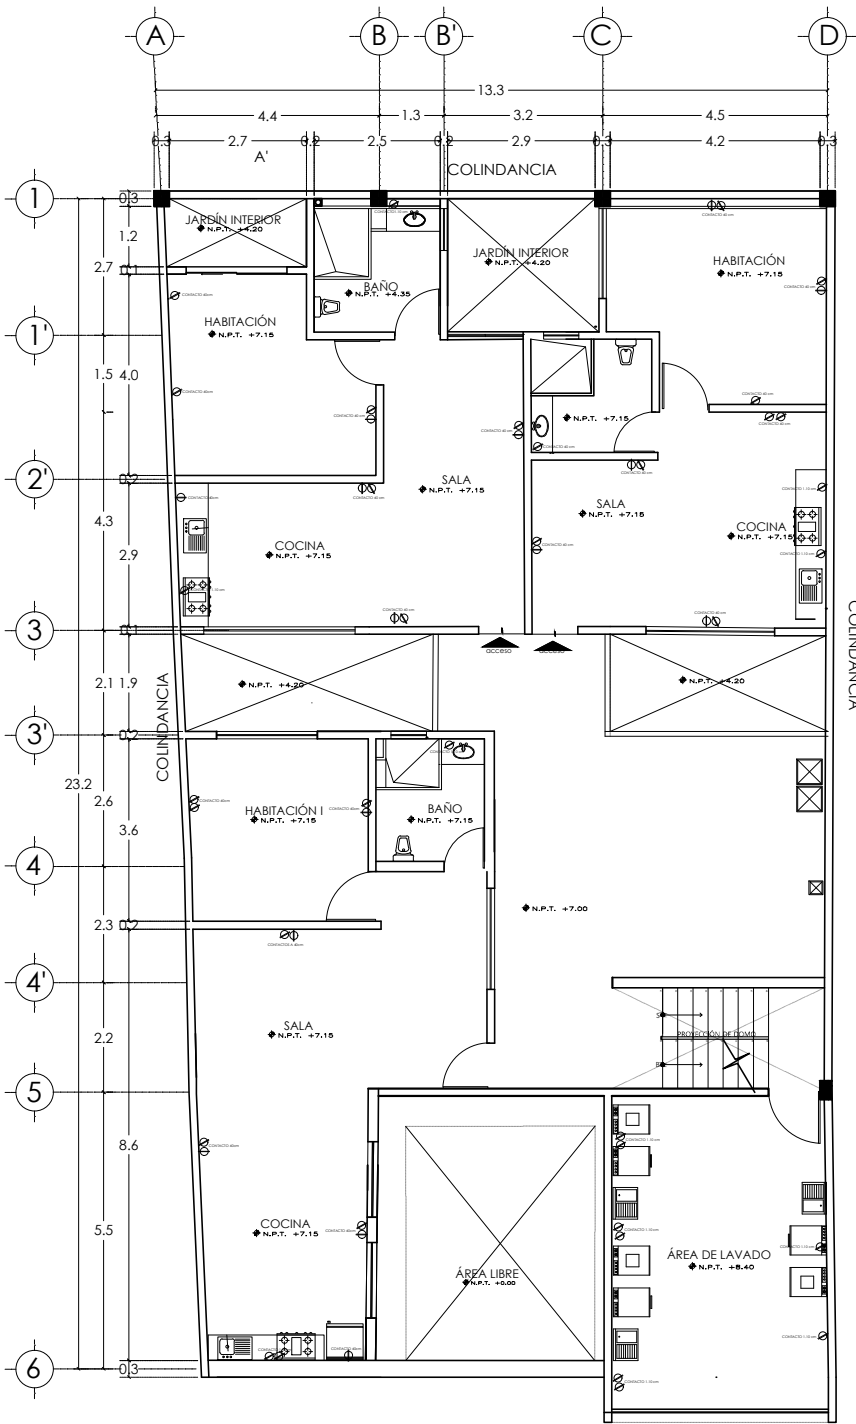 A
B
B'
C
D
13.3
4.4
1.3
3.2
4.5
0.3
2.7
0.2
2.5
0.2
2.9
0.3
4.2
0.3
A'
COLINDANCIA
1
0.3
JARDÍN INTERIOR
N.P.T. +4.20
1.2
JARDÍN INTERIOR
N.P.T. +4.20
HABITACIÓN
N.P.T. +7.15
2.7
0.1
BAÑO
N.P.T. +4.35
HABITACIÓN
N.P.T. +7.15
1'
1.5
4.0
N.P.T. +7.15
2'
0.2
SALA
N.P.T. +7.15
SALA
N.P.T. +7.15
4.3
COCINA
N.P.T. +7.15
COCINA
N.P.T. +7.15
2.9
3
0.1
acceso
acceso
COLINDANCIA
COLINDANCIA
2.1
1.9
N.P.T. +4.20
N.P.T. +4.20
3'
0.2
23.2
2.6
3.6
HABITACIÓN I
N.P.T. +7.15
BAÑO
N.P.T. +7.15
4
N.P.T. +7.00
2.3
0.2
4'
SALA
N.P.T. +7.15
2.2
PROYECCIÓN DE DOMO
5
8.6
5.5
COCINA
N.P.T. +7.15
ÁREA LIBRE
N.P.T. +0.00
ÁREA DE LAVADO
N.P.T. +8.40
6
0.3